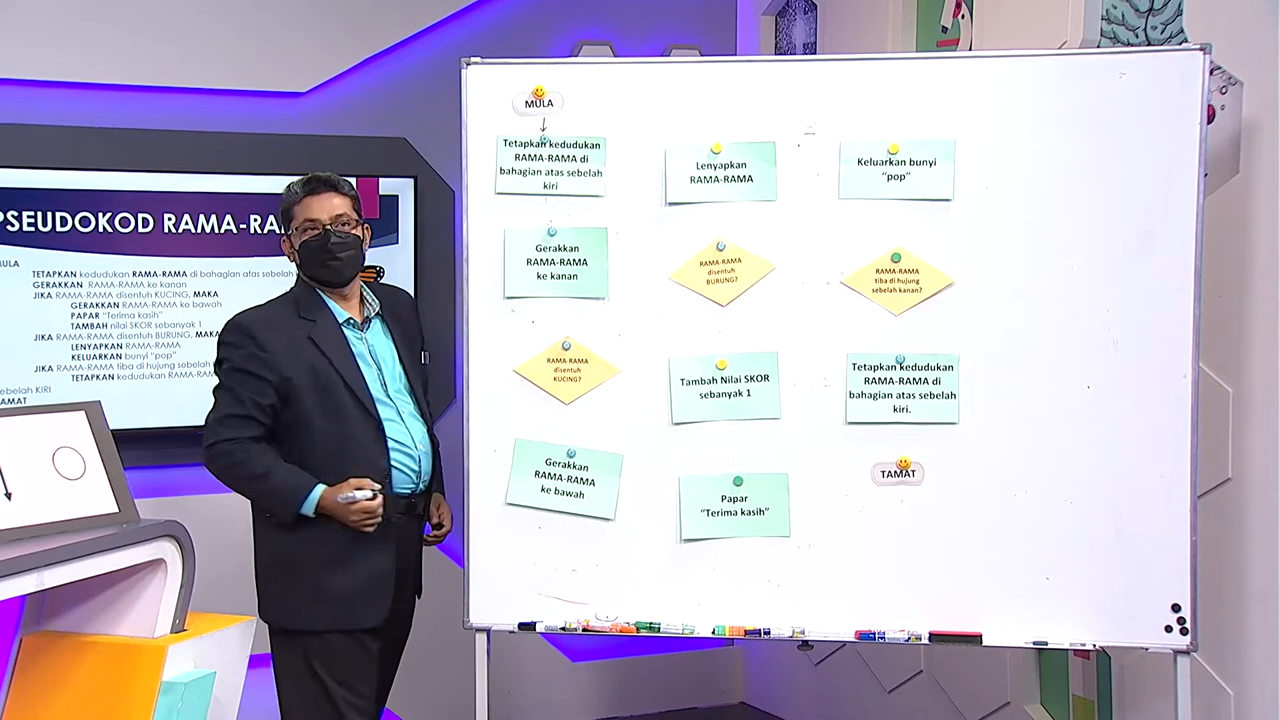 PSEUDOKOD RAMA-RA
MULA
TETAPKAN kedudukan RAMA-RAMA di bahagian atas sebelah
GERAKKAN RAMA-RAMA ke kanan
JIKA RAMA-RAMA disentuh KUCING, MAKA
GERAKKAN RAMA-RAMA ke bawah
PAPAR "Terima kasih"
TAMBAH nilai SKOR sebanyak 1
JIKA RAMA-RAMA disentuh BURUNG, MAKA
LENYAPKAN RAMA-RAMA
KELUARKAN bunyi "pop"
JIKA RAMA-RAMA tiba di hujung sebelah
TETAPKAN kedudukan RAMA-RAM
sebelah KIRI
TAMAT
MULA
Tetapkan kedudukan
RAMA-RAMA di
bahagian atas sebelah
kiri
Gerakkan
RAMA-RAMA
ke kanan
RAMA-RAMA
disentuh
KUCING?
Gerakkan
RAMA-RAMA
ke bawah
Lenyapkan
RAMA-RAMA
RAMA-RAMA
disentuh
BURUNG?
Tambah Nilai SKOR
sebanyak 1
Papar
“Terima kasih”
Keluarkan bunyi
“pop”
RAMA-RAMA
tiba di hujung
sebelah kanan?
Tetapkan kedudukan
RAMA-RAMA di
bahagian atas sebelah
kiri.
TAMAT